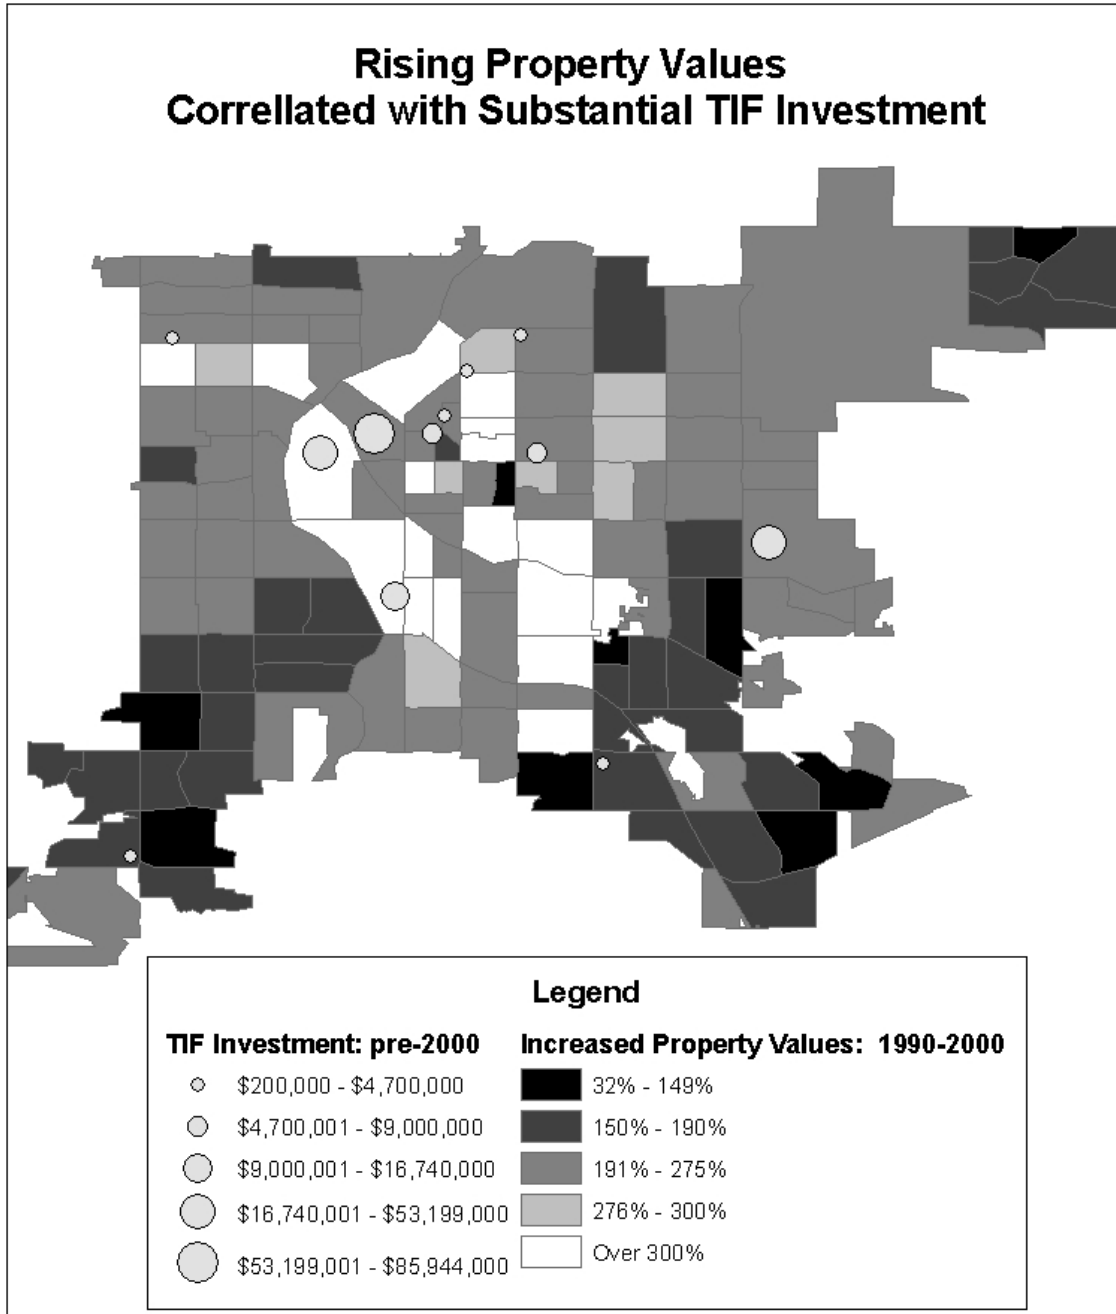 Rising Property Values
Correllated with Substantial TIF Investment
Legend
TIF Investment: pre-2000
$200,000 - $4,700,000
$4,700,001 - $9,000,000
$9,000,001 - $16,740,000
$16,740,001 - $53,199,000
$53,199,001 - $85,944,000
Increased Property Values: 1990-2000
32% - 149%
150% - 190%
191% - 275%
276% - 300%
Over 300%